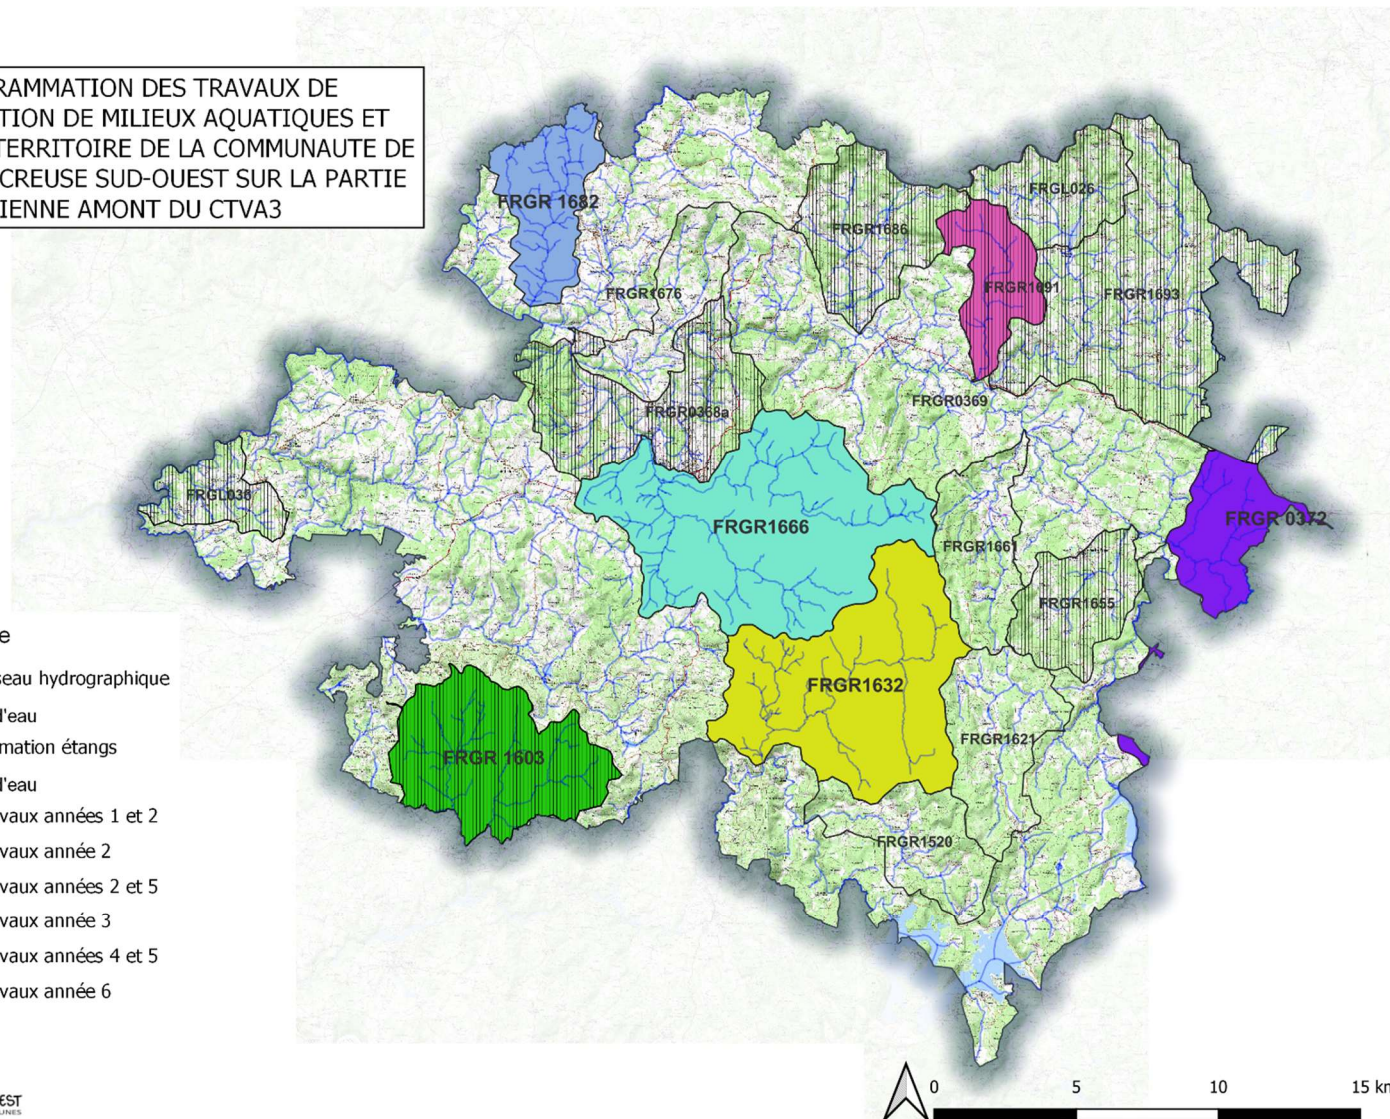 RAMMATION DES TRAVAUX DE
TION DE MILIEUX AQUATIQUES ET
TERRITOIRE DE LA COMMUNAUTE DE
CREUSE SUD-OUEST SUR LA PARTIE
IENNE AMONT DU CTVA3
FRGR 1682
FRGL026
FRGR1686
FRGR1691
FRGR1693
FRGR1676
FRGR0369
FRGR0368a
FRGL036
FRGR 0372
FRGR1666
FRGR1661
FRGR1655
FRGR1632
FRGR1621
FRGR 1603
FRGR1520
e
seau hydrographique
d'eau
mation étangs
d'eau
vaux années 1 et 2
vaux année 2
vaux années 2 et 5
vaux année 3
vaux années 4 et 5
vaux année 6
EST
UNES
0 5 10 15 km